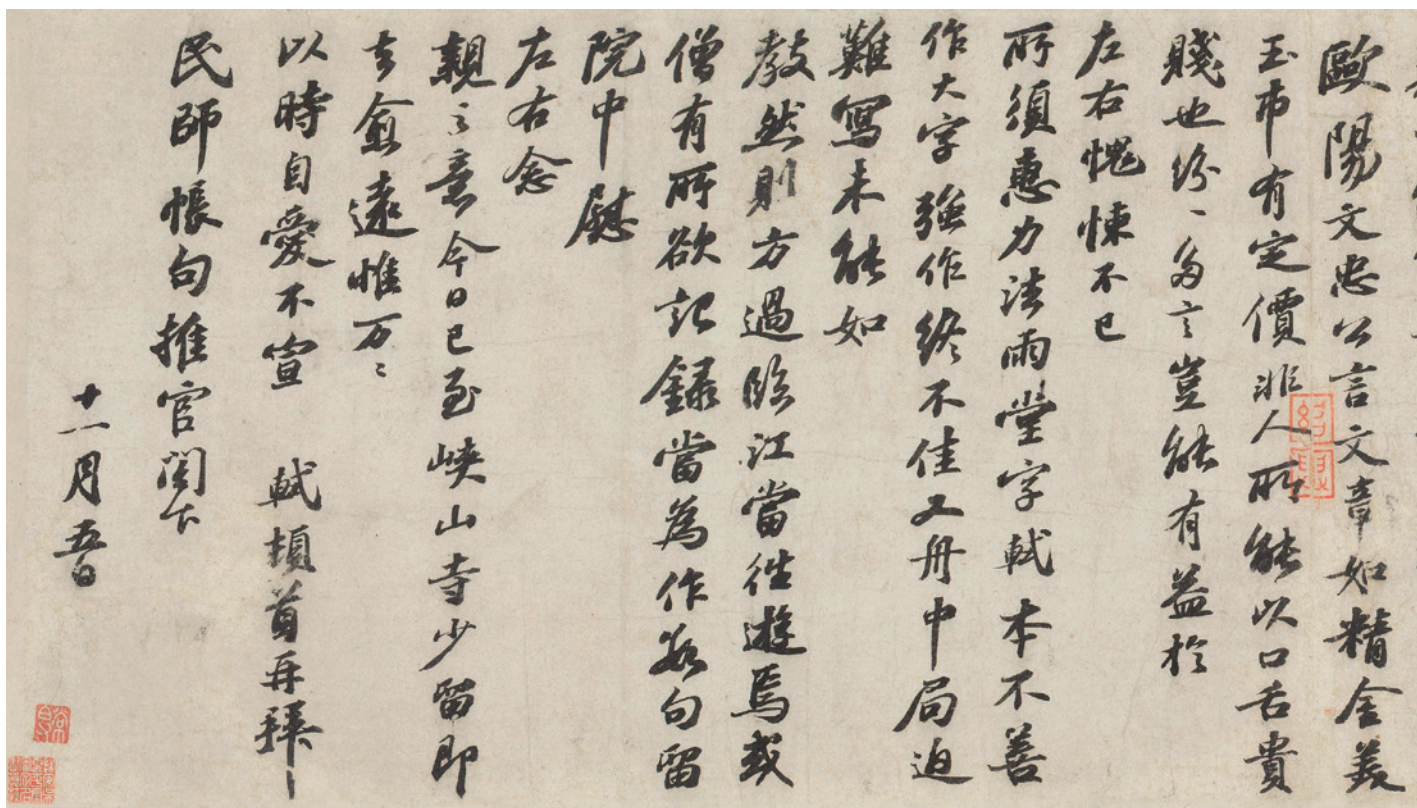 歐陽文忠公言文章如精金美
玉市有定價非人所能以口舌貴
賤也紛〻多言豈能有益於
左右愧悚不已
所須惠力法雨堂字軾本不善
作大字強作終不佳又舟中局迫
難寫未能如
教然則方過臨江當往遊焉或
僧有所欲記錄當為作數句留
院中慰
左右念
親〻意今日已至峽山寺少留即
去愈遠惟万〻
以時自愛不宣 軾頓首再拜
民師帳句推官閣下
十一月五日